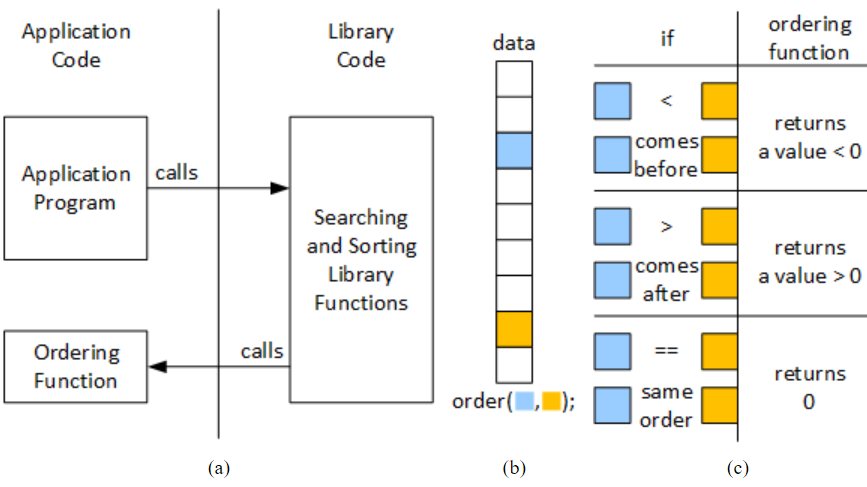 Application
Code
Library
Code
Application
Program
calls
Searching
and Sorting
Library
Functions
Ordering
Function
calls
(a)
data
order( , );
(b)
if
ordering
function
<
comes
before
returns
a value < 0
>
comes
after
returns
a value > 0
==
same
order
returns
0
(c)